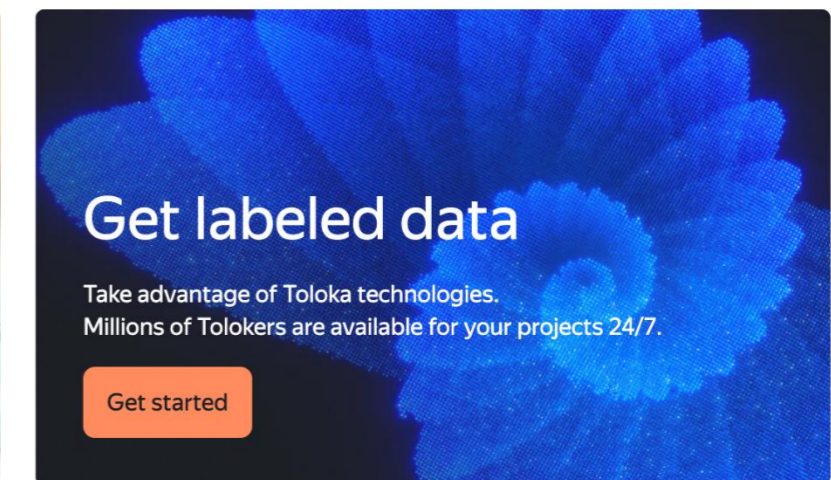 Get labeled data
Take advantage of Toloka technologies.
Millions of Tolokers are available for your projects 24/7.
Get started